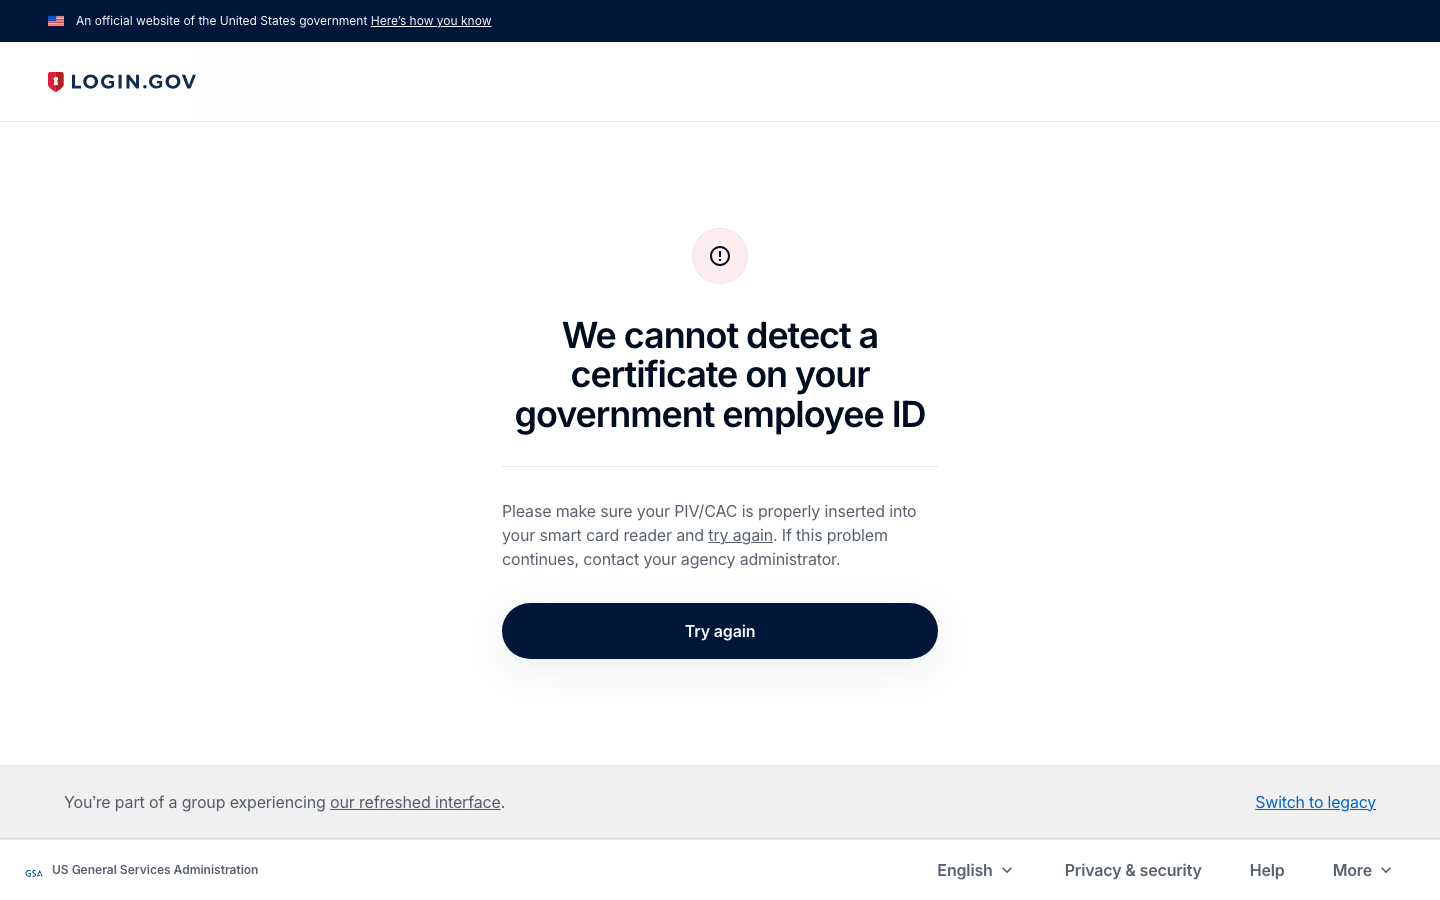 An official website of the United States government Here’s how you know
LOGIN.GOV
We cannot detect a
certificate on your
government employee ID
Please make sure your PIV/CAC is properly inserted into
your smart card reader and try again. If this problem
continues, contact your agency administrator.
Try again
You’re part of a group experiencing our refreshed interface.
Switch to legacy
GSA US General Services Administration
English
Privacy & security
Help
More